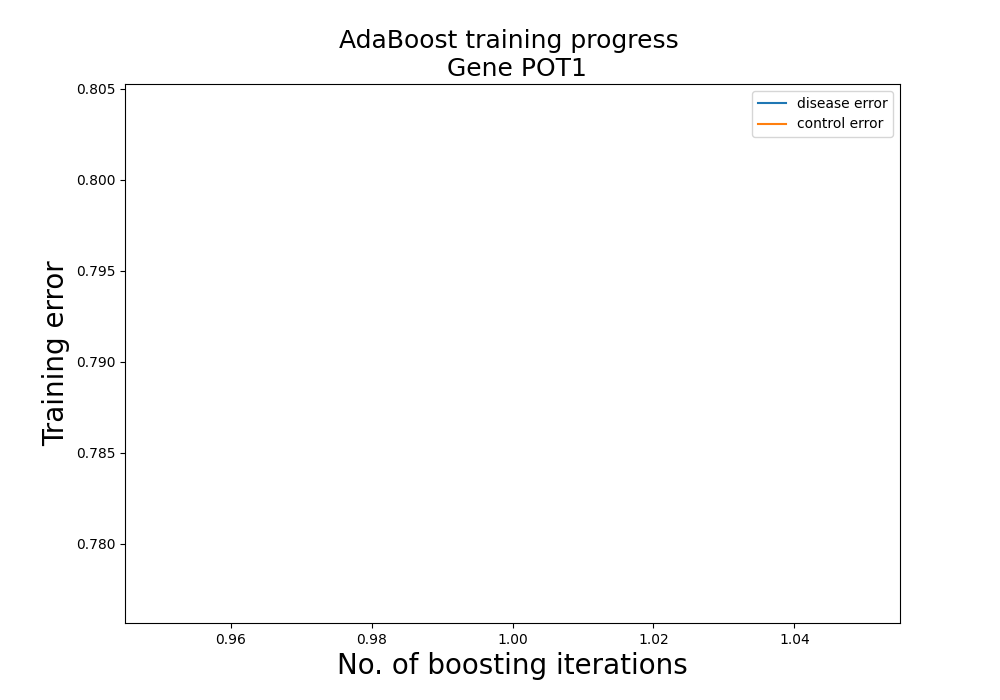 AdaBoost training progress
Gene POT1
0.805
0.800
0.795
0.790
0.785
0.780
Training error
disease error
control error
0.96
0.98
1.00
1.02
1.04
No. of boosting iterations